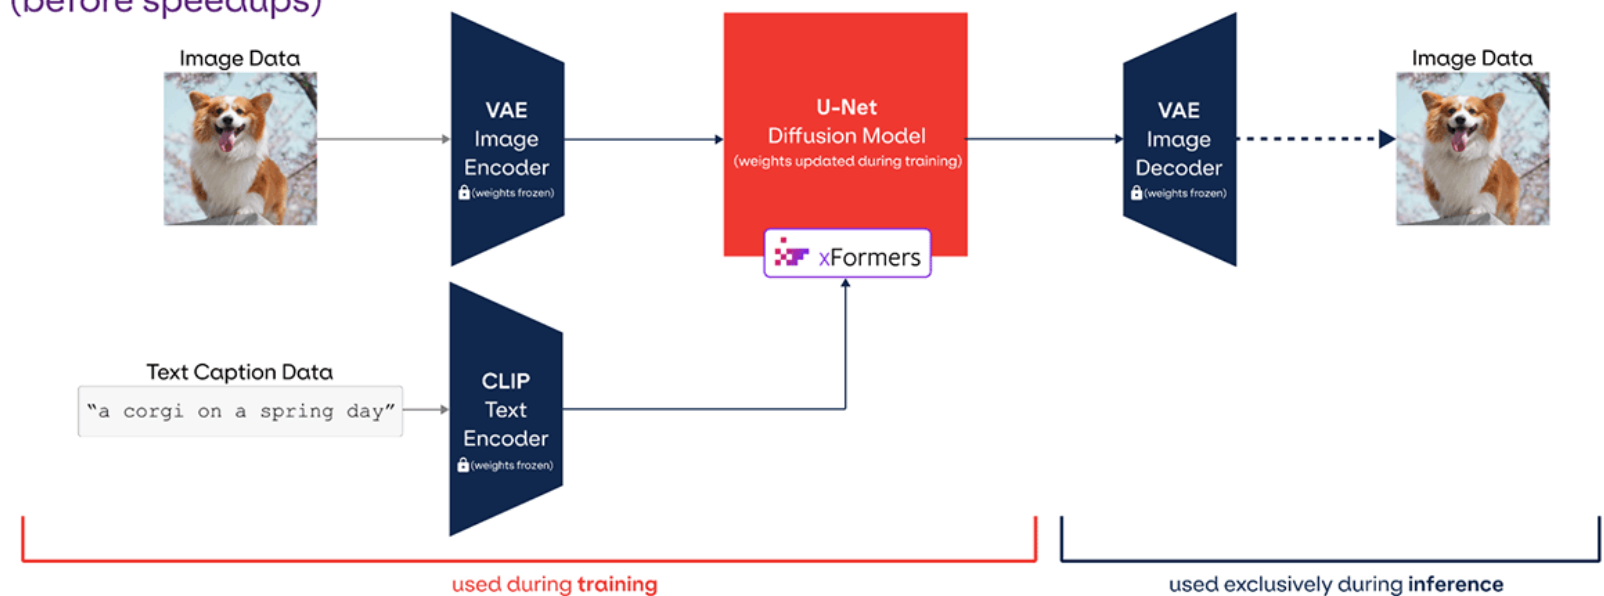 (before speedups)
Image Data
VAE
Image
Encoder
(weights frozen)
U-Net
Diffusion Model
(weights updated during training)
xFormers
VAE
Image
Decoder
(weights frozen)
Image Data
Text Caption Data
“a corgi on a spring day”
CLIP
Text
Encoder
(weights frozen)
used during training
used exclusively during inference